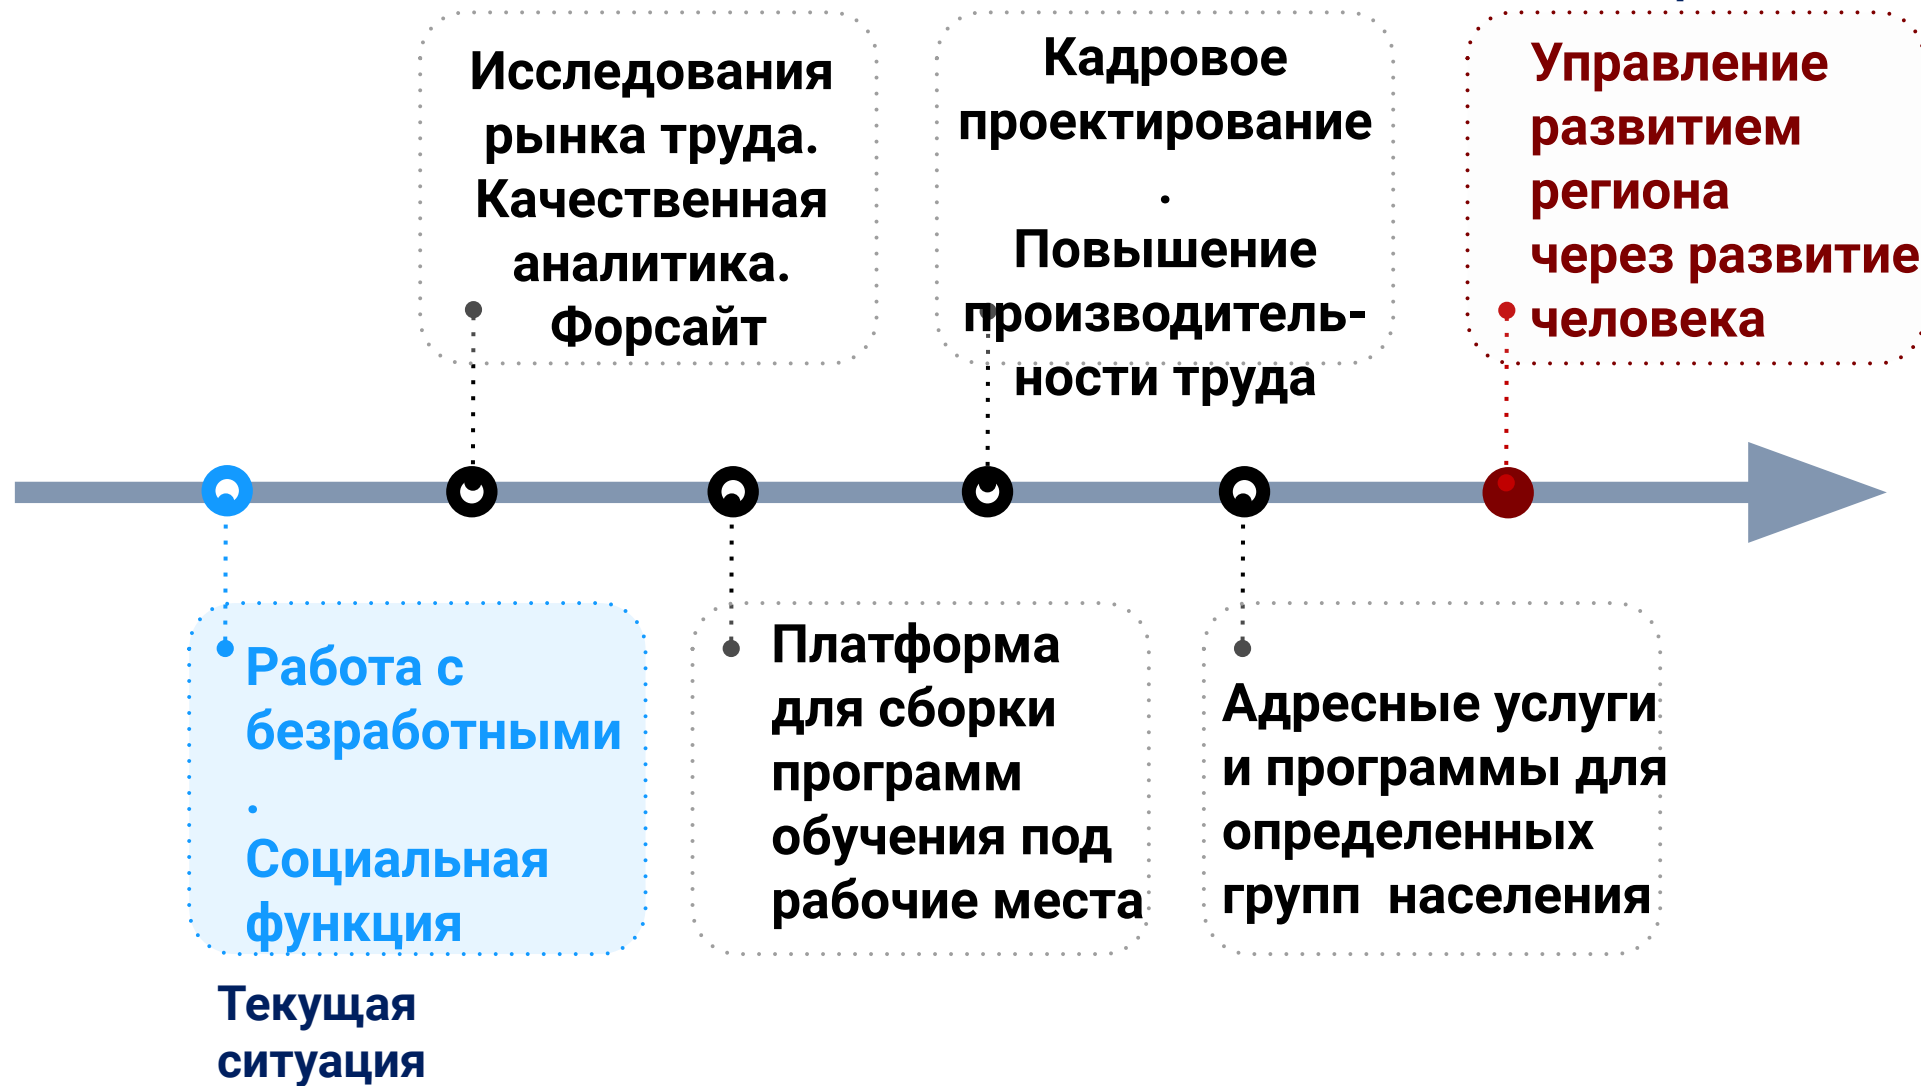 Исследования
рынка труда.
Качественная
аналитика.
Форсайт
Кадровое
проектирование
.
Повышение
производитель-
ности труда
Управление
развитием
региона
через развитие
человека
Работа с
безработными
.
Социальная
функция
Платформа
для сборки
программ
обучения под
рабочие места
Адресные услуги
и программы для
определенных
групп  населения
Текущая
ситуация